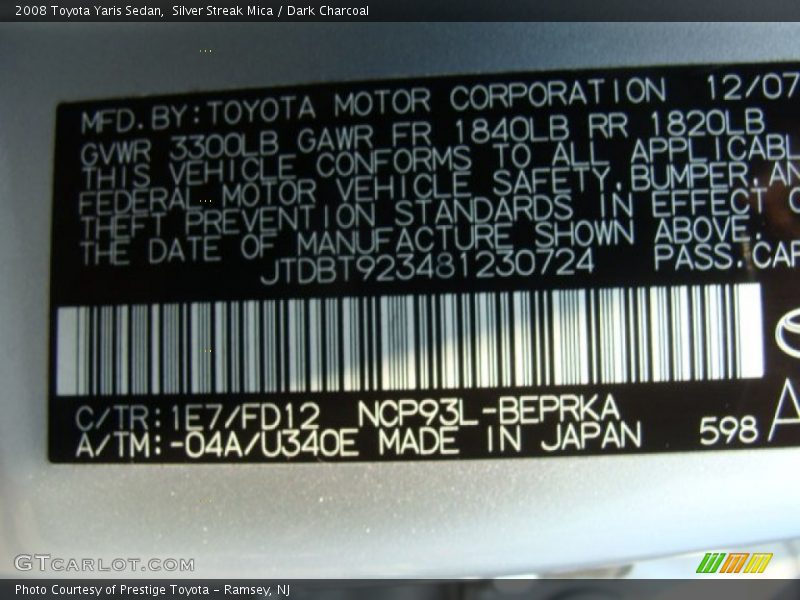 2008 Toyota Yaris Sedan,  Silver Streak Mica / Dark Charcoal
MFD.BY:TOYOTA MOTOR CORPORATION 12/07
GVWR 3300LB GAWR FR 1840LB RR 1820LB
THIS VEHICLE CONFORMS TO ALL APPLICABL
FEDERAL MOTOR VEHICLE SAFETY,BUMPER,AN
THEFT PREVENTION STANDARDS IN EFFECT O
THE DATE OF MANUFACTURE SHOWN ABOVE.
JTDBT923481230724 PASS.CAR
C/TR:1E7/FD12 NCP93L-BEPRKA
A/TM:-04A/U340E MADE IN JAPAN 598 A
GTCARLOT.COM
Photo Courtesy of Prestige Toyota - Ramsey, NJ